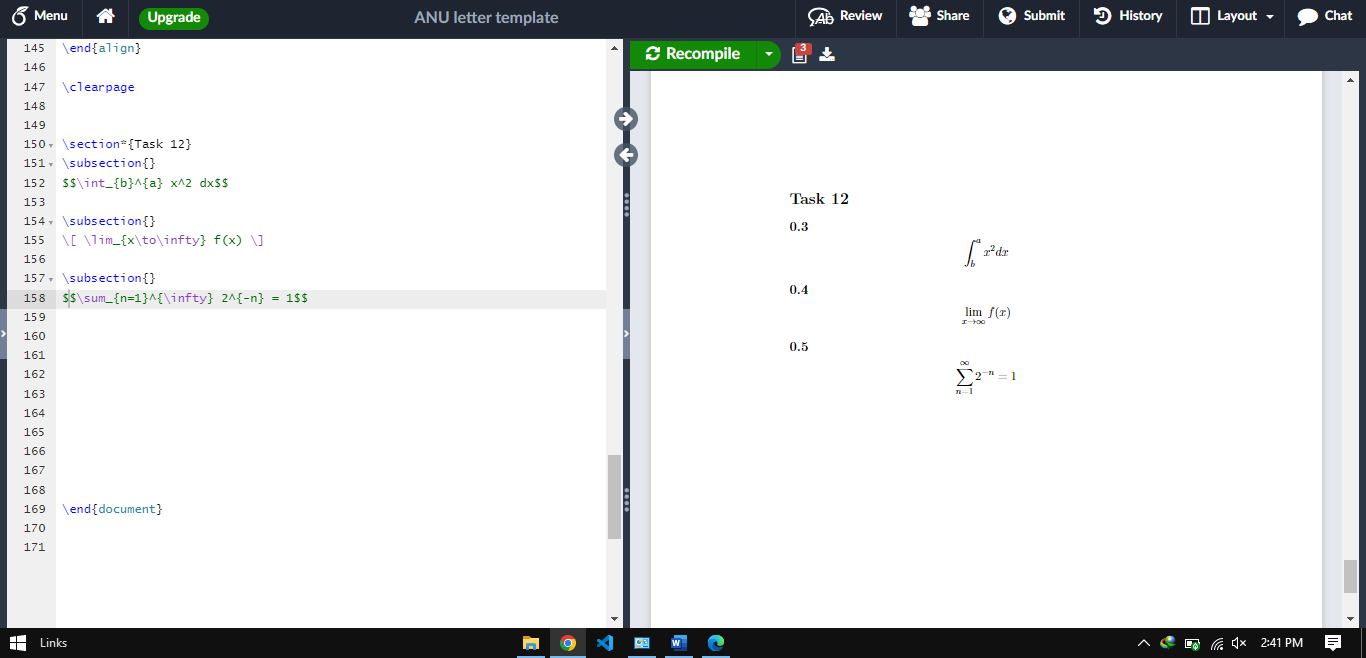 Menu Upgrade ANU letter template Review Share Submit History Layout Chat
Recompile 3
145 \end{align}
146
147 \clearpage
148
149
150 \section*{Task 12}
151 \subsection{}
152 $$\int_{b}^{a} x^2 dx$$
153
154 \subsection{}
155 \[ \lim_{x\to\infty} f(x) \]
156
157 \subsection{}
158 $$\sum_{n=1}^{\infty} 2^{-n} = 1$$
159
160
161
162
163
164
165
166
167
168
169 \end{document}
170
171
Task 12
0.3
∫_b^a x²dx
0.4
lim_{x→∞} f(x)
0.5
∑_{n=1}^∞ 2⁻ⁿ = 1
Links 2:41 PM